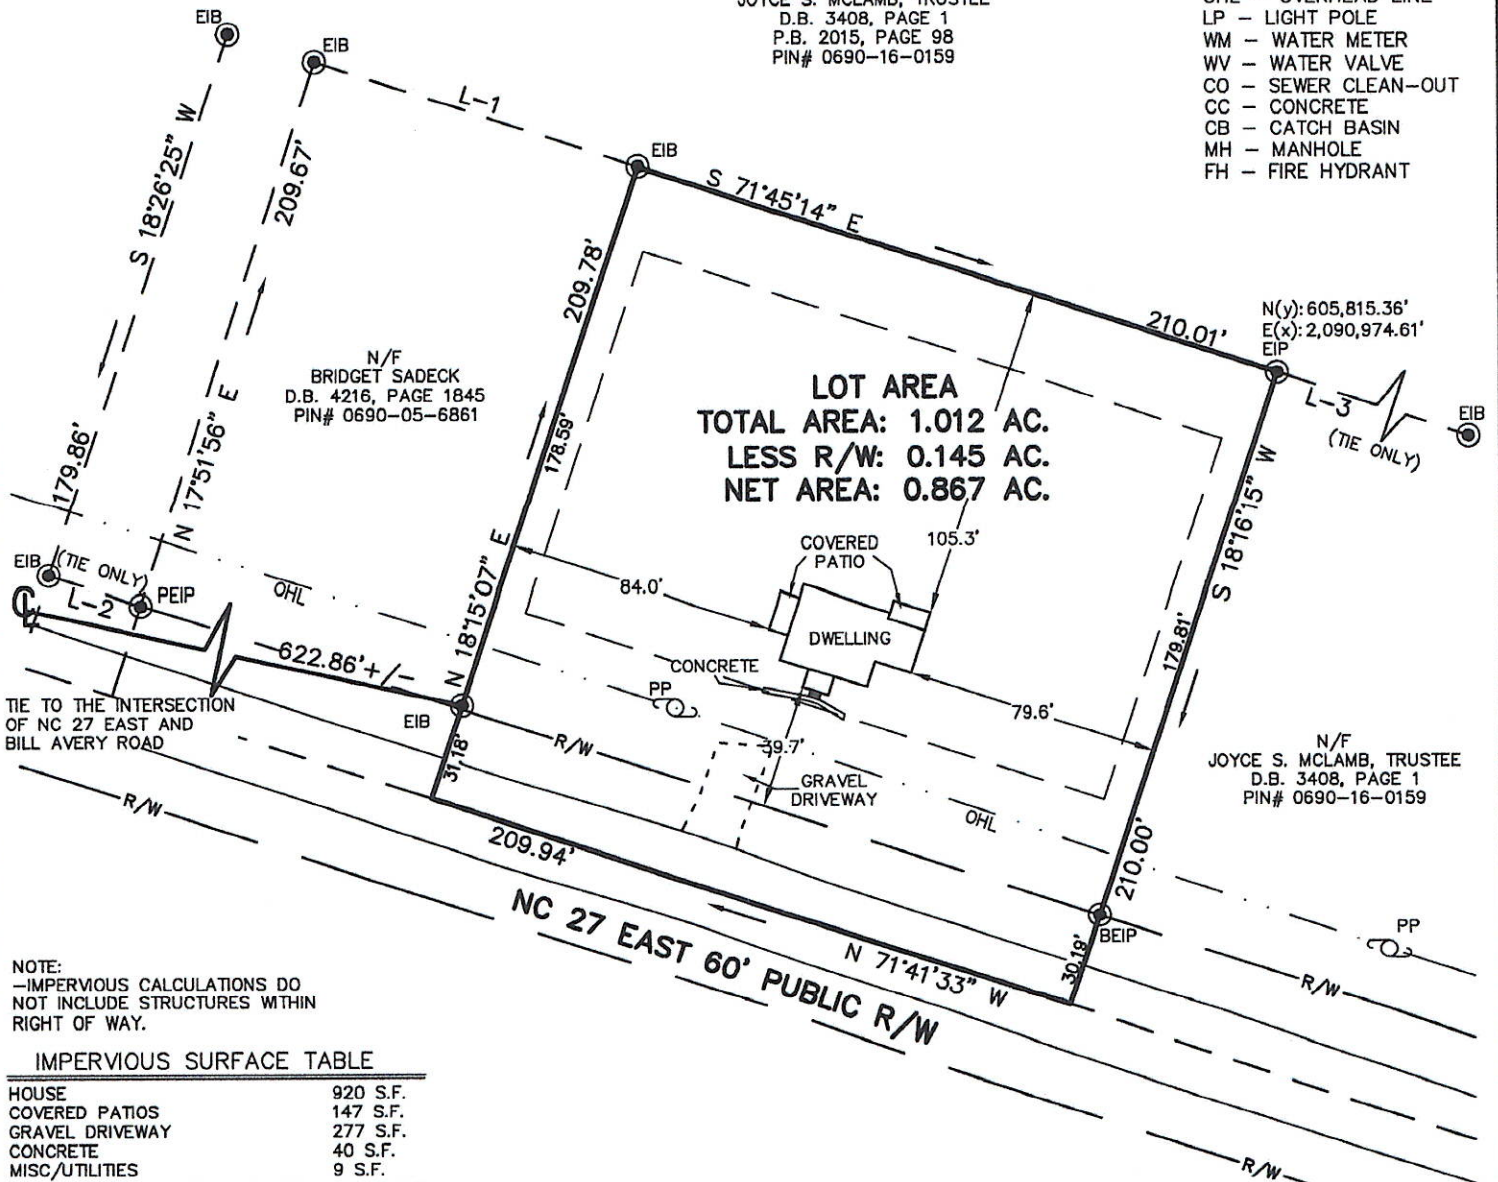 JOYCE S. MCLAMB, TRUSTEE
D.B. 3408, PAGE 1
P.B. 2015, PAGE 98
PIN# 0690-16-0159
OHL - OVERHEAD LINE
LP - LIGHT POLE
WM - WATER METER
WV - WATER VALVE
CO - SEWER CLEAN-OUT
CC - CONCRETE
CB - CATCH BASIN
MH - MANHOLE
FH - FIRE HYDRANT
EIB
EIB
L-1
EIB
S 18°26'25" W
179.86'
209.67'
N 17°51'56" E
S 71°45'14" E
210.01'
209.78'
178.59'
N 18°15'07" E
31.18'
N(y): 605,815.36'
E(x): 2,090,974.61'
EIP
L-3
(TIE ONLY)
EIB
N/F
BRIDGET SADECK
D.B. 4216, PAGE 1845
PIN# 0690-05-6861
LOT AREA
TOTAL AREA: 1.012 AC.
LESS R/W: 0.145 AC.
NET AREA: 0.867 AC.
S 18°16'15" W
179.81'
210.00'
30.19'
COVERED
PATIO
105.3'
84.0'
DWELLING
CONCRETE
79.6'
39.7'
GRAVEL
DRIVEWAY
EIB
(TIE ONLY)
L-2
PEIP
OHL
CL
622.86'+/-
PP
EIB
R/W
TIE TO THE INTERSECTION
OF NC 27 EAST AND
BILL AVERY ROAD
R/W
N/F
JOYCE S. MCLAMB, TRUSTEE
D.B. 3408, PAGE 1
PIN# 0690-16-0159
OHL
209.94'
N 71°41'33" W
NC 27 EAST 60' PUBLIC R/W
BEIP
PP
R/W
R/W
NOTE:
-IMPERVIOUS CALCULATIONS DO
NOT INCLUDE STRUCTURES WITHIN
RIGHT OF WAY.
IMPERVIOUS SURFACE TABLE
HOUSE 920 S.F.
COVERED PATIOS 147 S.F.
GRAVEL DRIVEWAY 277 S.F.
CONCRETE 40 S.F.
MISC/UTILITIES 9 S.F.